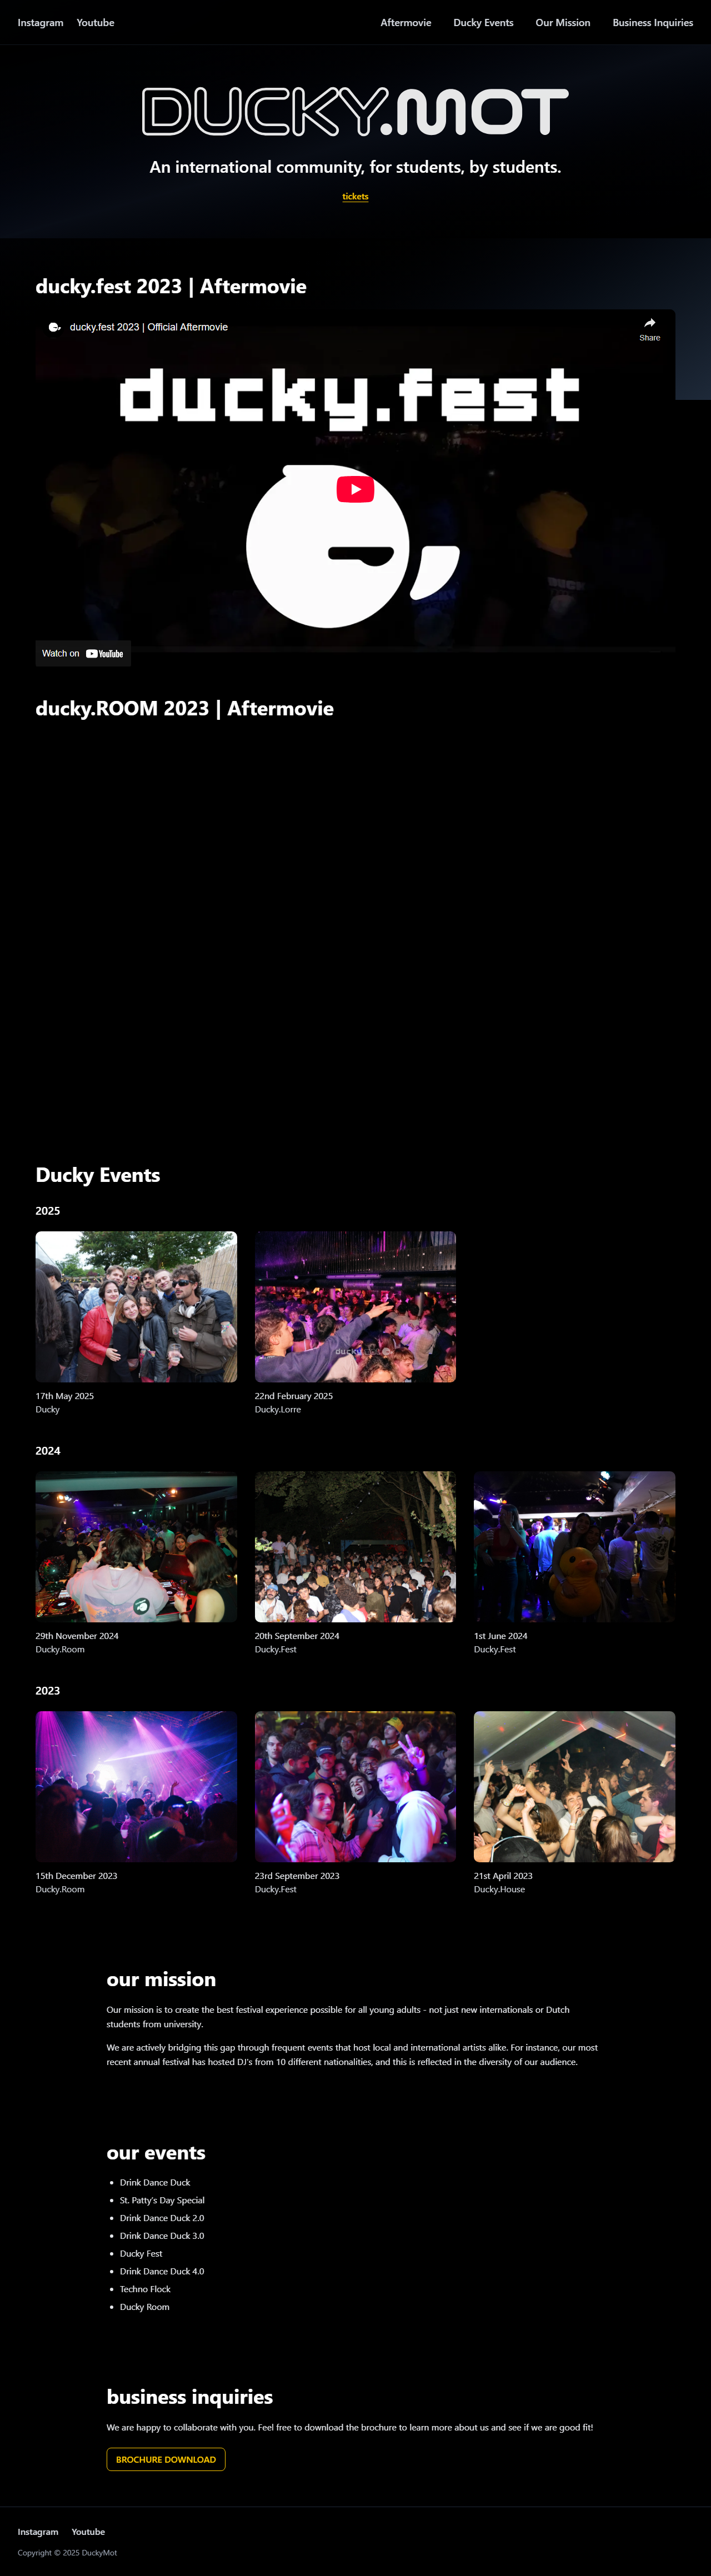 Instagram Youtube Aftermovie Ducky Events Our Mission Business Inquiries
DUCKY.MOT
An international community, for students, by students.
tickets
ducky.fest 2023 | Aftermovie
ducky.fest 2023 | Official Aftermovie
Share
ducky.fest
Watch on YouTube
ducky.ROOM 2023 | Aftermovie
Ducky Events
2025
17th May 2025
Ducky
22nd February 2025
Ducky.Lorre
2024
29th November 2024
Ducky.Room
20th September 2024
Ducky.Fest
1st June 2024
Ducky.Fest
2023
15th December 2023
Ducky.Room
23rd September 2023
Ducky.Fest
21st April 2023
Ducky.House
our mission
Our mission is to create the best festival experience possible for all young adults - not just new internationals or Dutch
students from university.
We are actively bridging this gap through frequent events that host local and international artists alike. For instance, our most
recent annual festival has hosted DJ's from 10 different nationalities, and this is reflected in the diversity of our audience.
our events
• Drink Dance Duck
• St. Patty's Day Special
• Drink Dance Duck 2.0
• Drink Dance Duck 3.0
• Ducky Fest
• Drink Dance Duck 4.0
• Techno Flock
• Ducky Room
business inquiries
We are happy to collaborate with you. Feel free to download the brochure to learn more about us and see if we are good fit!
BROCHURE DOWNLOAD
Instagram Youtube
Copyright © 2025 DuckyMot